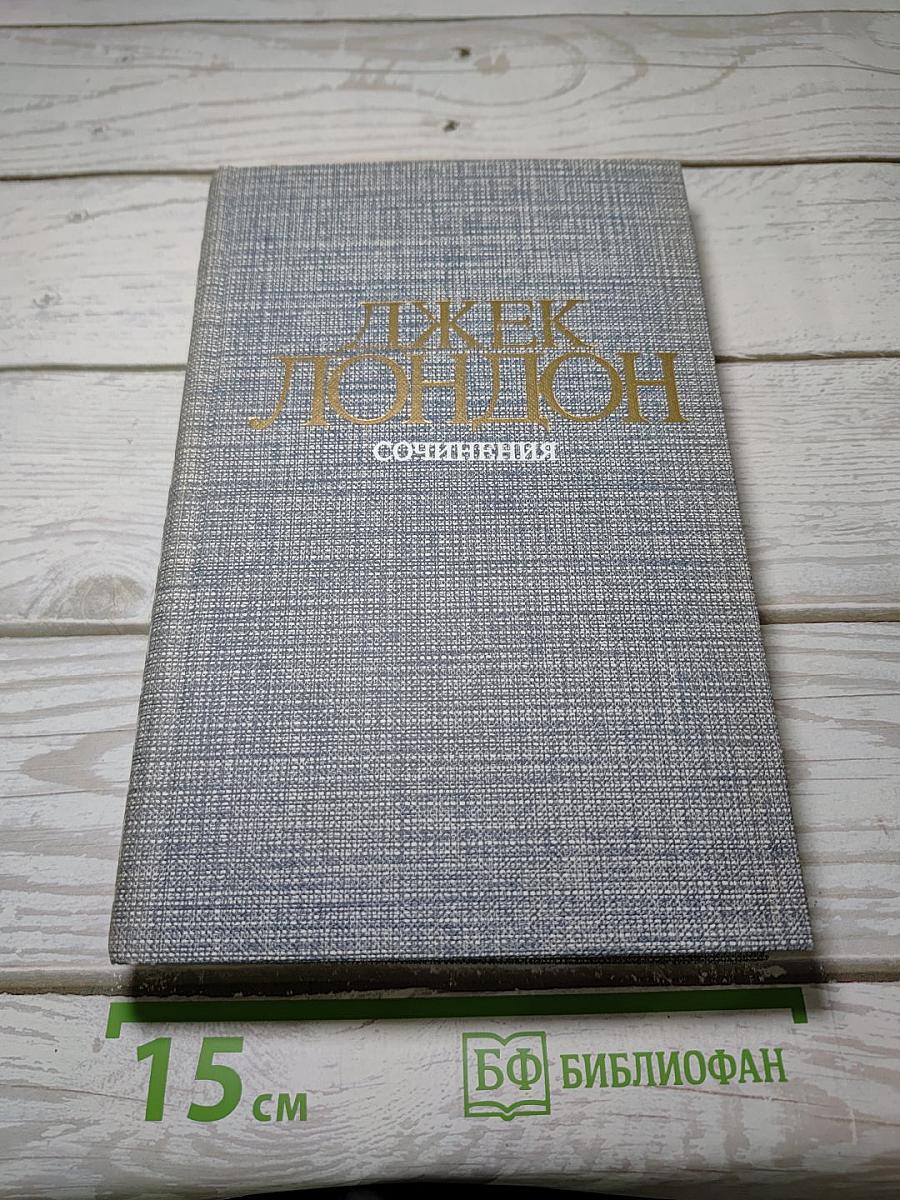 ДЖЕК
ЛОНДОН
СОЧИНЕНИЯ
15 см
БФ БИБЛИОФАН